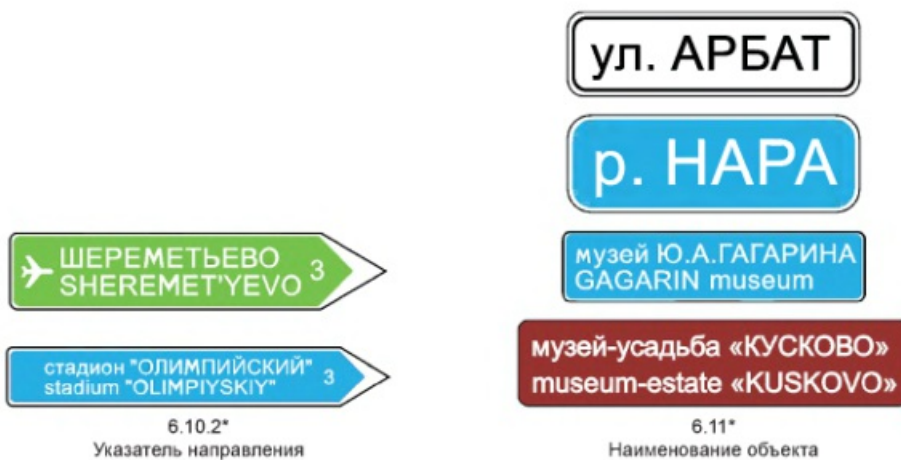 ШЕРЕМЕТЬЕВО
SHEREMET'YEVO 3
стадион "ОЛИМПИЙСКИЙ"
stadium "OLIMPIYSKIY" 3
6.10.2*
Указатель направления
ул. АРБАТ
р. НАРА
музей Ю.А.ГАГАРИНА
GAGARIN museum
музей-усадьба «КУСКОВО»
museum-estate «KUSKOVO»
6.11*
Наименование объекта